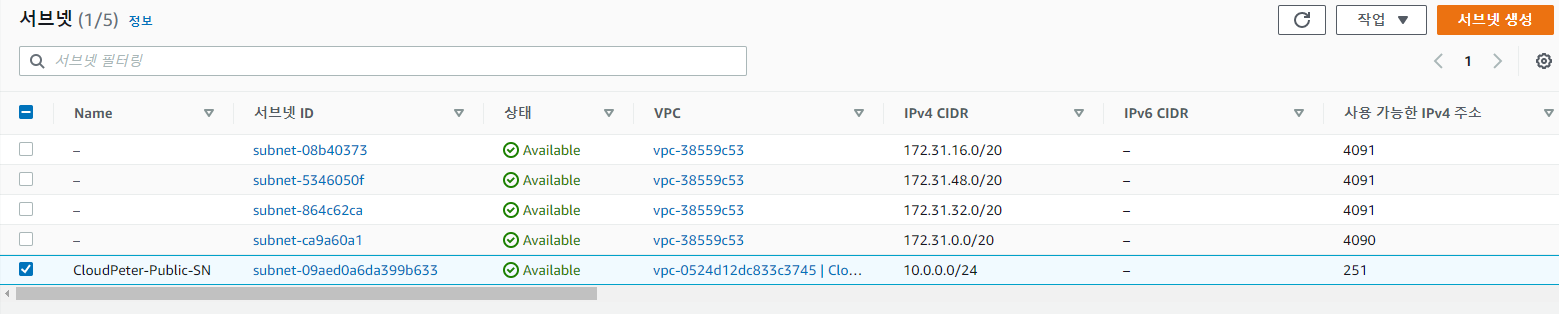 서브넷 (1/5) 정보
작업 ▼ 서브넷 생성
서브넷 필터링
1
Name 서브넷 ID 상태 VPC IPv4 CIDR IPv6 CIDR 사용 가능한 IPv4 주소
– subnet-08b40373 Available vpc-38559c53 172.31.16.0/20 – 4091
– subnet-5346050f Available vpc-38559c53 172.31.48.0/20 – 4091
– subnet-864c62ca Available vpc-38559c53 172.31.32.0/20 – 4091
– subnet-ca9a60a1 Available vpc-38559c53 172.31.0.0/20 – 4090
CloudPeter-Public-SN subnet-09aed0a6da399b633 Available vpc-0524d12dc833c3745 | Clo… 10.0.0.0/24 – 251